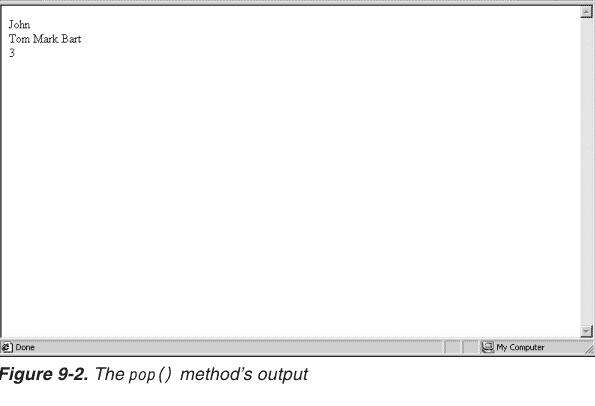 John
Tom Mark Bart
3
Done
My Computer
Figure 9-2. The pop() method's output